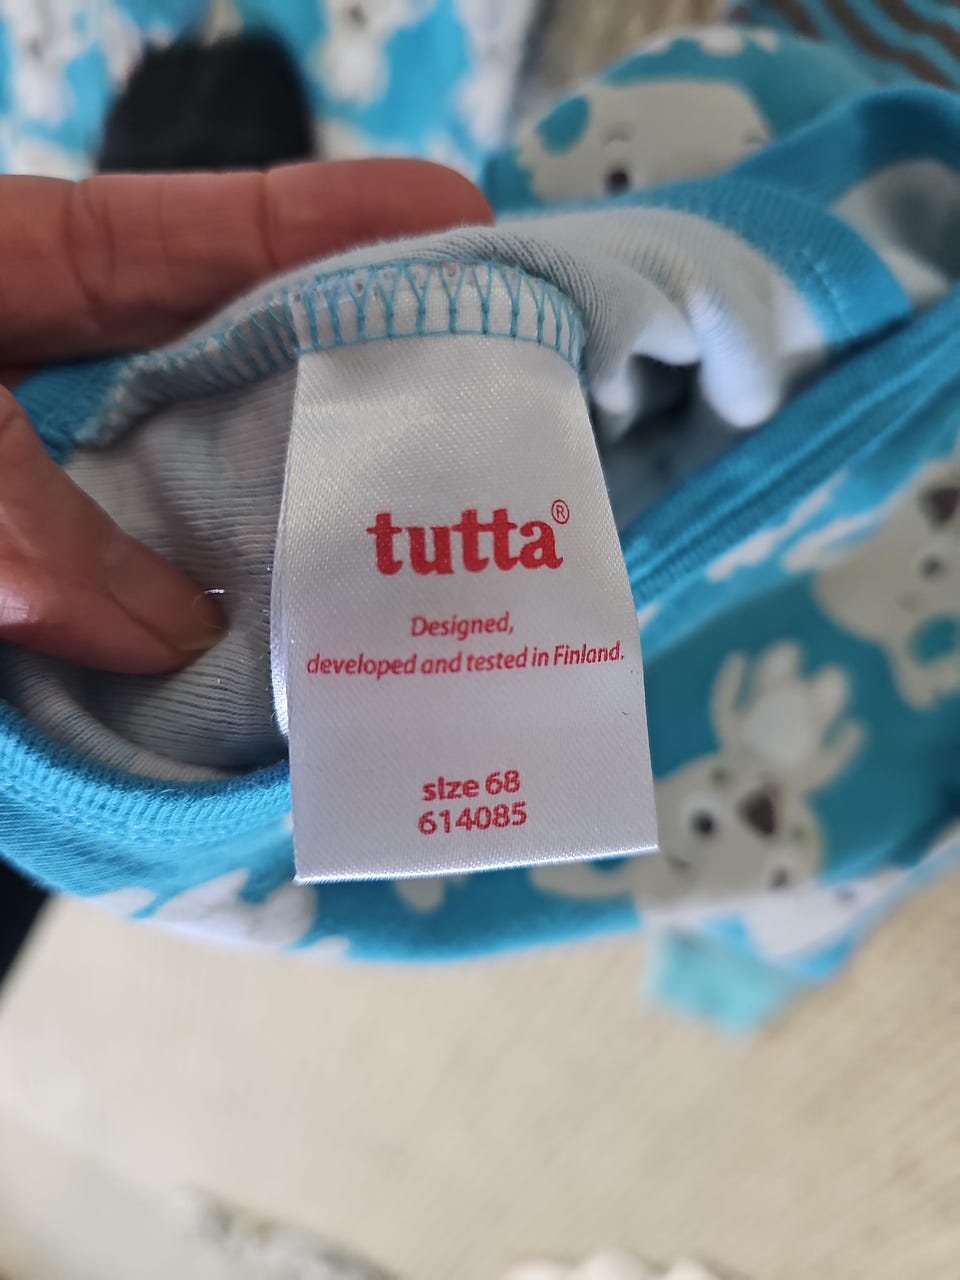 tutta®
Designed,
developed and tested in Finland.
size 68
614085